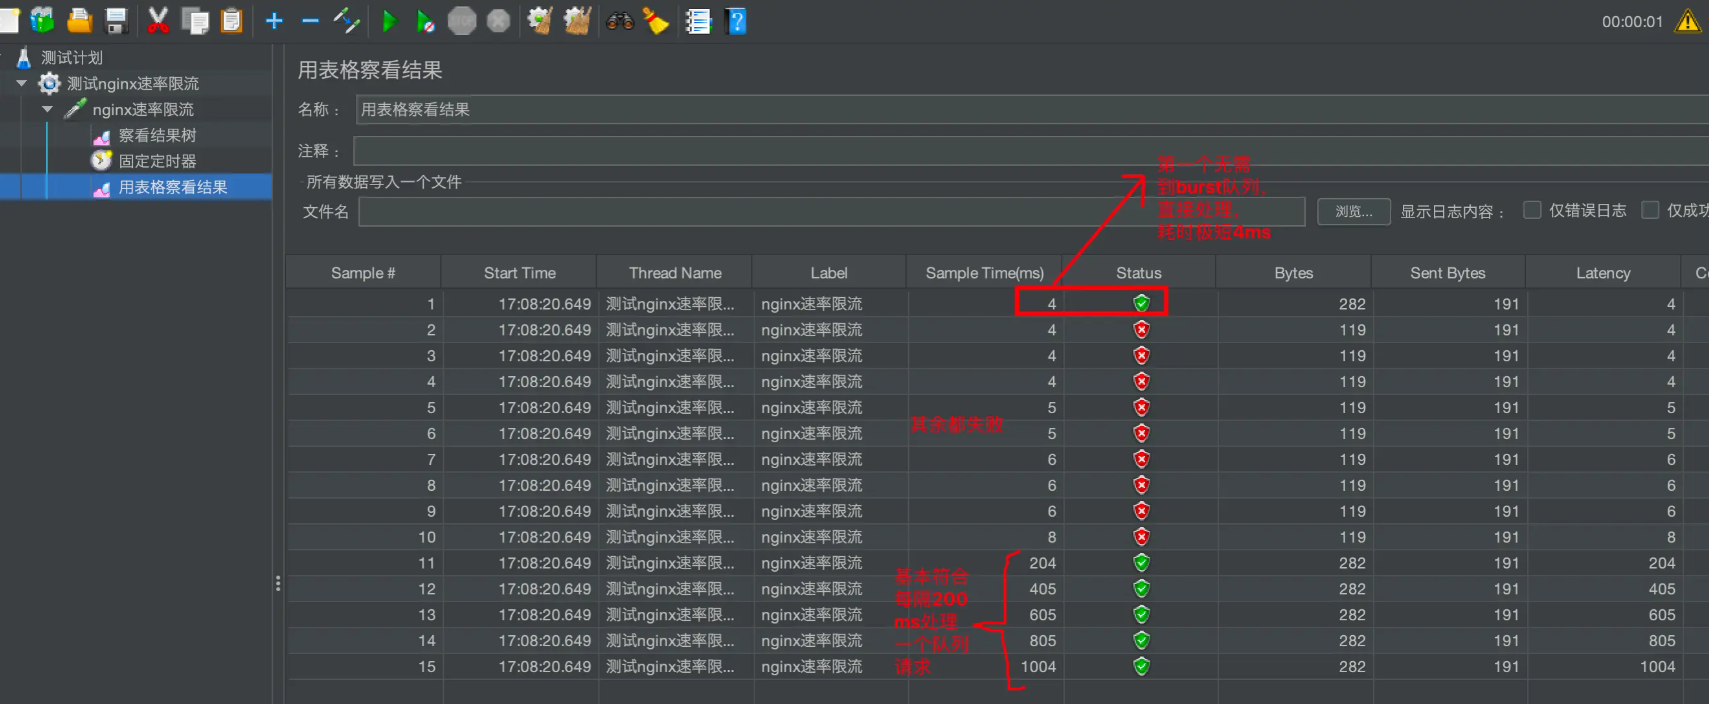 00:00:01
测试计划
测试nginx速率限流
nginx速率限流
察看结果树
固定定时器
用表格察看结果
用表格察看结果
名称： 用表格察看结果
注释：
所有数据写入一个文件
文件名 浏览... 显示日志内容： 仅错误日志 仅成功
第一个无需
到burst队列，
直接处理，
耗时极短4ms
Sample # Start Time Thread Name Label Sample Time(ms) Status Bytes Sent Bytes Latency
1 17:08:20.649 测试nginx速率限... nginx速率限流 4 282 191 4
2 17:08:20.649 测试nginx速率限... nginx速率限流 4 119 191 4
3 17:08:20.649 测试nginx速率限... nginx速率限流 4 119 191 4
4 17:08:20.649 测试nginx速率限... nginx速率限流 4 119 191 4
5 17:08:20.649 测试nginx速率限... nginx速率限流 5 119 191 5
6 17:08:20.649 测试nginx速率限... nginx速率限流 5 119 191 5
7 17:08:20.649 测试nginx速率限... nginx速率限流 6 119 191 6
8 17:08:20.649 测试nginx速率限... nginx速率限流 6 119 191 6
9 17:08:20.649 测试nginx速率限... nginx速率限流 6 119 191 6
10 17:08:20.649 测试nginx速率限... nginx速率限流 8 119 191 8
11 17:08:20.649 测试nginx速率限... nginx速率限流 204 282 191 204
12 17:08:20.649 测试nginx速率限... nginx速率限流 405 282 191 405
13 17:08:20.649 测试nginx速率限... nginx速率限流 605 282 191 605
14 17:08:20.649 测试nginx速率限... nginx速率限流 805 282 191 805
15 17:08:20.649 测试nginx速率限... nginx速率限流 1004 282 191 1004
其余都失败
基本符合
每隔200
ms处理
一个队列
请求